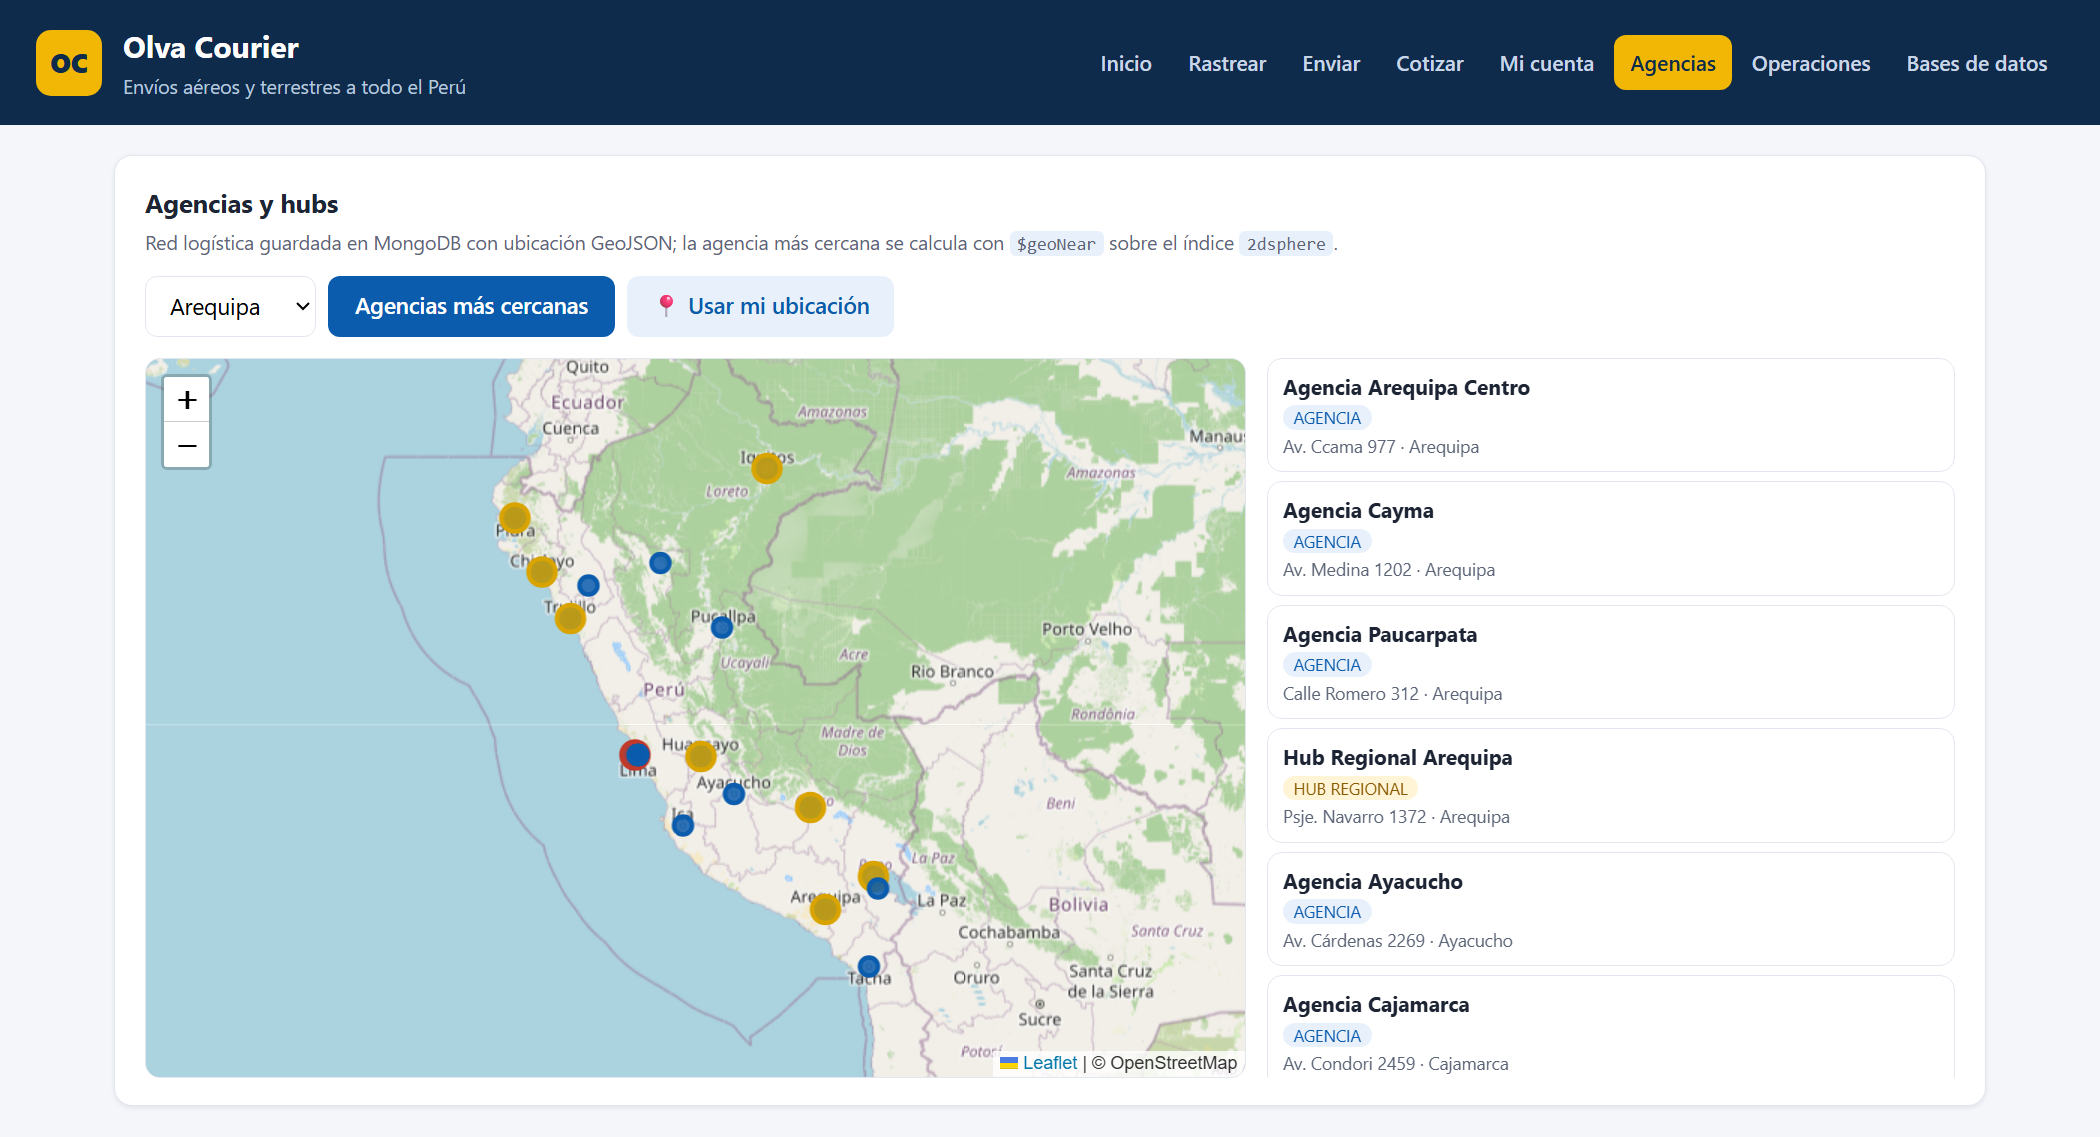 OC
Olva Courier
Envíos aéreos y terrestres a todo el Perú
Inicio
Rastrear
Enviar
Cotizar
Mi cuenta
Agencias
Operaciones
Bases de datos
Agencias y hubs
Red logística guardada en MongoDB con ubicación GeoJSON; la agencia más cercana se calcula con $geoNear sobre el índice 2dsphere.
Arequipa
Agencias más cercanas
Usar mi ubicación
+
−
Quito
Ecuador
Cuenca
Amazonas
Manaus
Amazonas
Loreto
Pucallpa
Ucayali
Acre
Porto Velho
Rio Branco
Perú
Rondônia
Madre de
Dios
Lima
Ayacucho
Beni
La Paz
La Paz
Bolivia
Cochabamba
Santa Cruz
Tacna
Oruro
Santa Cruz
de la Sierra
Sucre
Potosí
Leaflet | © OpenStreetMap
Agencia Arequipa Centro
AGENCIA
Av. Ccama 977 · Arequipa
Agencia Cayma
AGENCIA
Av. Medina 1202 · Arequipa
Agencia Paucarpata
AGENCIA
Calle Romero 312 · Arequipa
Hub Regional Arequipa
HUB REGIONAL
Psje. Navarro 1372 · Arequipa
Agencia Ayacucho
AGENCIA
Av. Cárdenas 2269 · Ayacucho
Agencia Cajamarca
AGENCIA
Av. Condori 2459 · Cajamarca